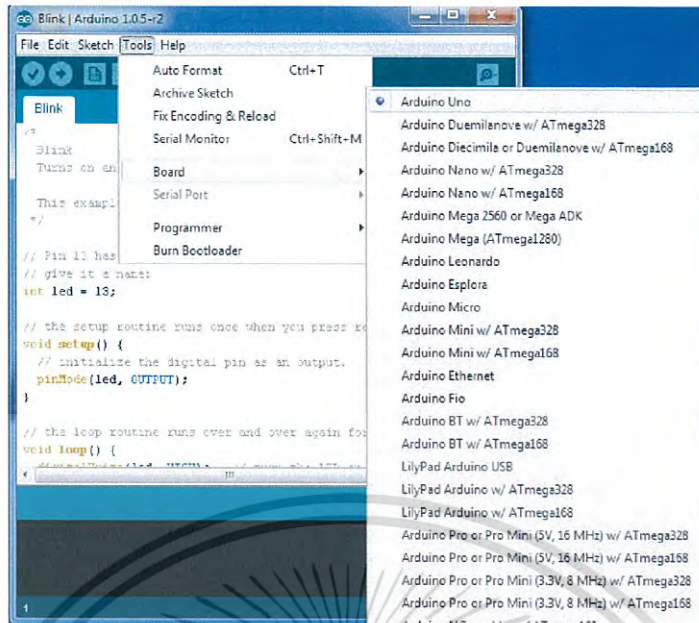 Blink | Arduino 1.0.5-r2
File Edit Sketch Tools Help
Auto Format Ctrl+T
Archive Sketch
Fix Encoding & Reload
Serial Monitor Ctrl+Shift+M
Board
Serial Port
Programmer
Burn Bootloader
Arduino Uno
Arduino Duemilanove w/ ATmega328
Arduino Diecimila or Duemilanove w/ ATmega168
Arduino Nano w/ ATmega328
Arduino Nano w/ ATmega168
Arduino Mega 2560 or Mega ADK
Arduino Mega (ATmega1280)
Arduino Leonardo
Arduino Esplora
Arduino Micro
Arduino Mini w/ ATmega328
Arduino Mini w/ ATmega168
Arduino Ethernet
Arduino Fio
Arduino BT w/ ATmega328
Arduino BT w/ ATmega168
LilyPad Arduino USB
LilyPad Arduino w/ ATmega328
LilyPad Arduino w/ ATmega168
Arduino Pro or Pro Mini (5V, 16 MHz) w/ ATmega328
Arduino Pro or Pro Mini (5V, 16 MHz) w/ ATmega168
Arduino Pro or Pro Mini (3.3V, 8 MHz) w/ ATmega328
Arduino Pro or Pro Mini (3.3V, 8 MHz) w/ ATmega168
Blink
/*
Blink
Turns on
This
*/
// Pin 13 has
// give it a name:
int led = 13;
// the setup routine runs once when you press
void setup() {
// initialize the digital pin as an output.
pinMode(led, OUTPUT);
}
// the loop routine runs over and over again
void loop() {
1